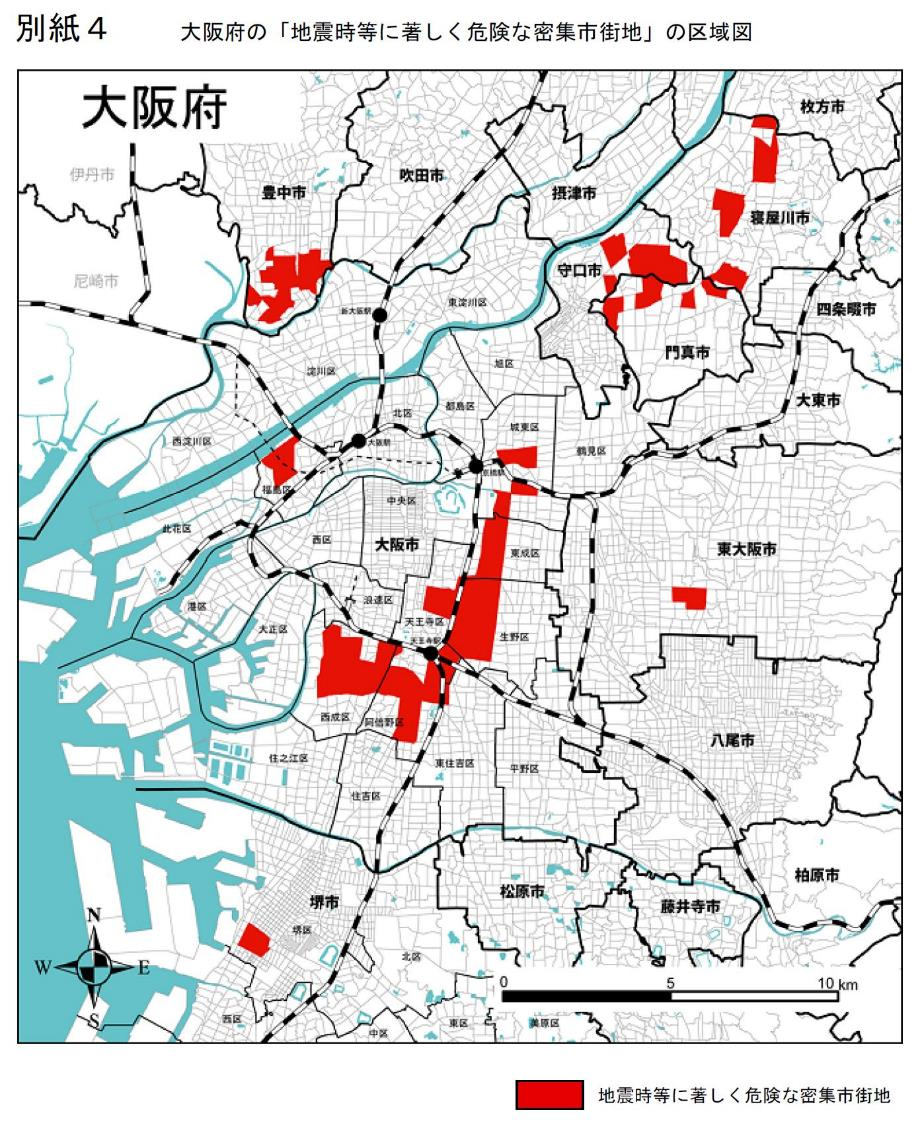 別紙４
大阪府の「地震時等に著しく危険な密集市街地」の区域図
大阪府
枚方市
伊丹市
豊中市
吹田市
摂津市
寝屋川市
守口市
尼崎市
東淀川区
新大阪駅
四条畷市
門真市
旭区
淀川区
大東市
都島区
北区
城東区
西淀川区
大阪駅
鶴見区
京橋駅
福島区
中央区
此花区
西区
大阪市
東成区
東大阪市
浪速区
港区
天王寺区
大正区
生野区
天王寺駅
西成区
阿倍野区
八尾市
住之江区
東住吉区
平野区
住吉区
柏原市
松原市
堺市
藤井寺市
N
堺区
北区
W
E
0
5
10 km
S
西区
中区
東区
美原区
地震時等に著しく危険な密集市街地